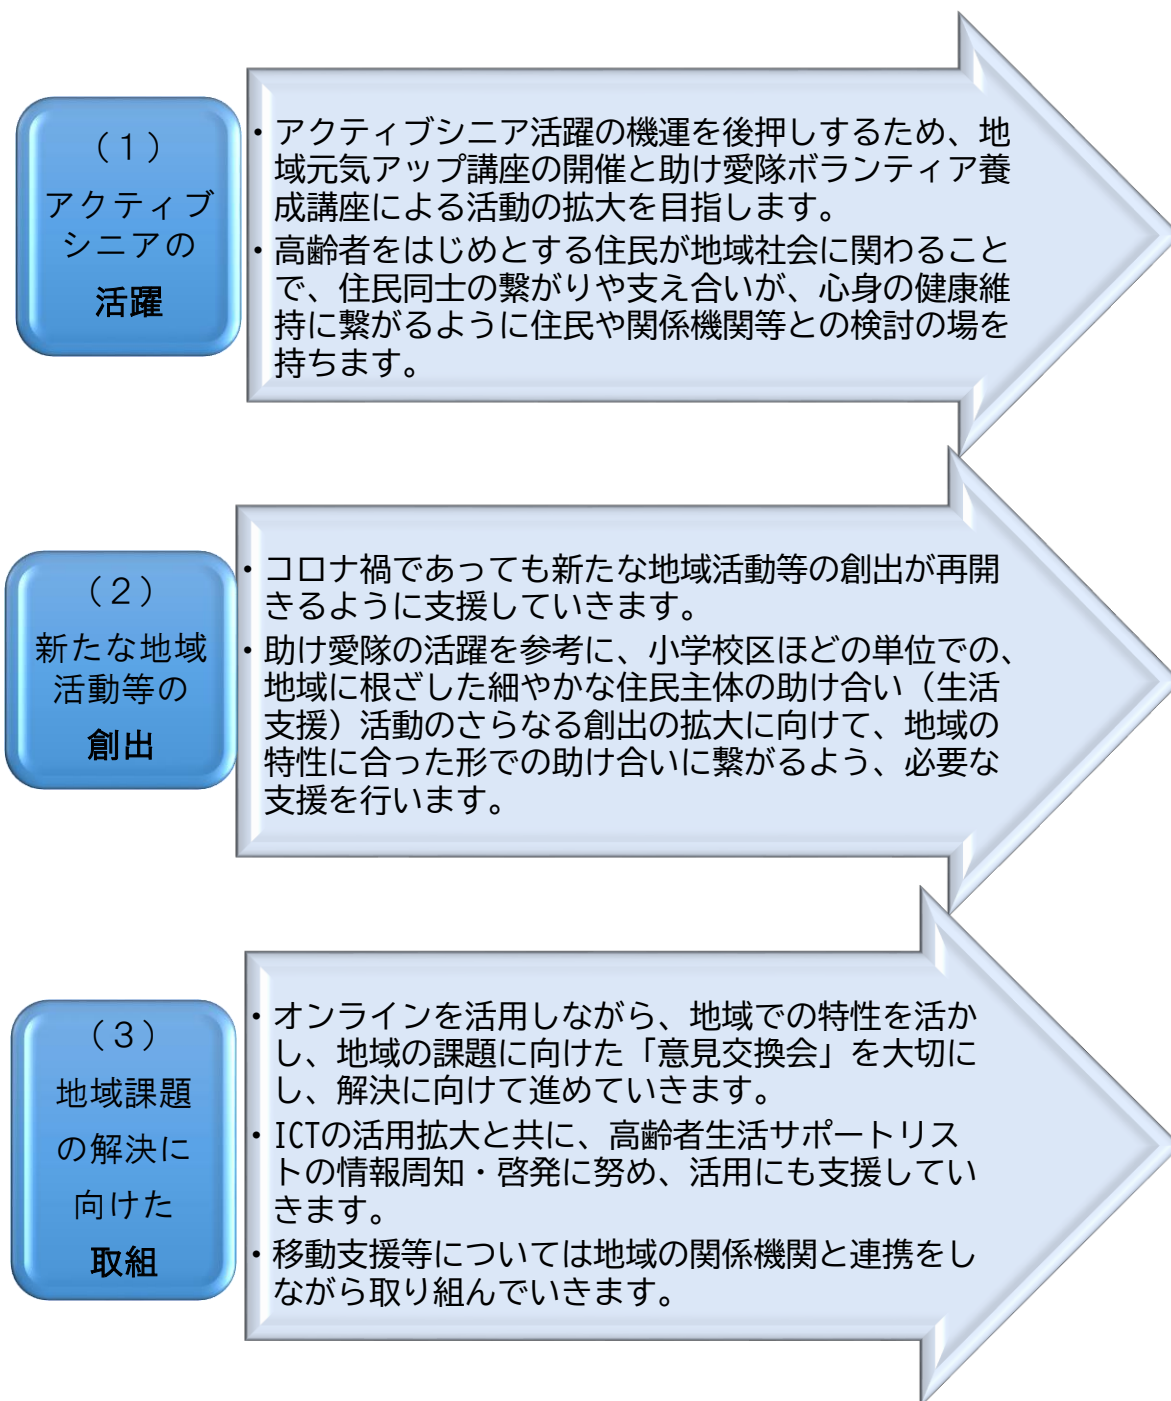 （１）
アクティブ
シニアの
活躍
・アクティブシニア活躍の機運を後押しするため、地
域元気アップ講座の開催と助け愛隊ボランティア養
成講座による活動の拡大を目指します。
・高齢者をはじめとする住民が地域社会に関わること
で、住民同士の繋がりや支え合いが、心身の健康維
持に繋がるように住民や関係機関等との検討の場を
持ちます。
（２）
新たな地域
活動等の
創出
・コロナ禍であっても新たな地域活動等の創出が再開
きるように支援していきます。
・助け愛隊の活躍を参考に、小学校区ほどの単位での、
地域に根ざした細やかな住民主体の助け合い（生活
支援）活動のさらなる創出の拡大に向けて、地域の
特性に合った形での助け合いに繋がるよう、必要な
支援を行います。
（３）
地域課題
の解決に
向けた
取組
・オンラインを活用しながら、地域での特性を活か
し、地域の課題に向けた「意見交換会」を大切に
し、解決に向けて進めていきます。
・ICTの活用拡大と共に、高齢者生活サポートリス
トの情報周知・啓発に努め、活用にも支援してい
きます。
・移動支援等については地域の関係機関と連携をし
ながら取り組んでいきます。